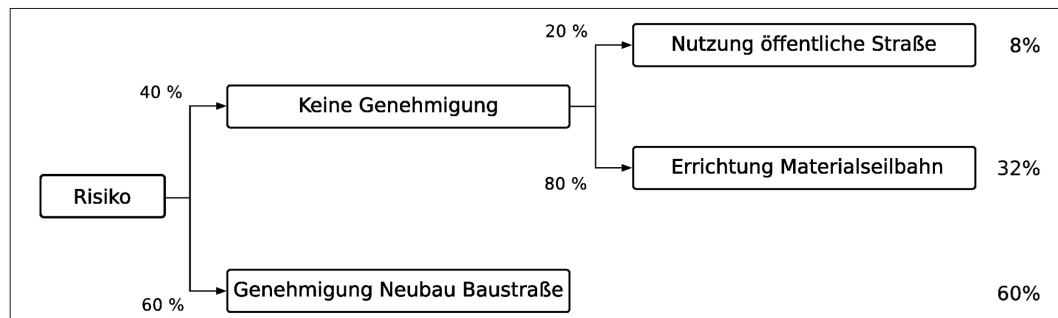 20 %
Nutzung öffentliche Straße 8%
40 %
Keine Genehmigung
Errichtung Materialseilbahn 32%
80 %
Risiko
Genehmigung Neubau Baustraße 60%
60 %